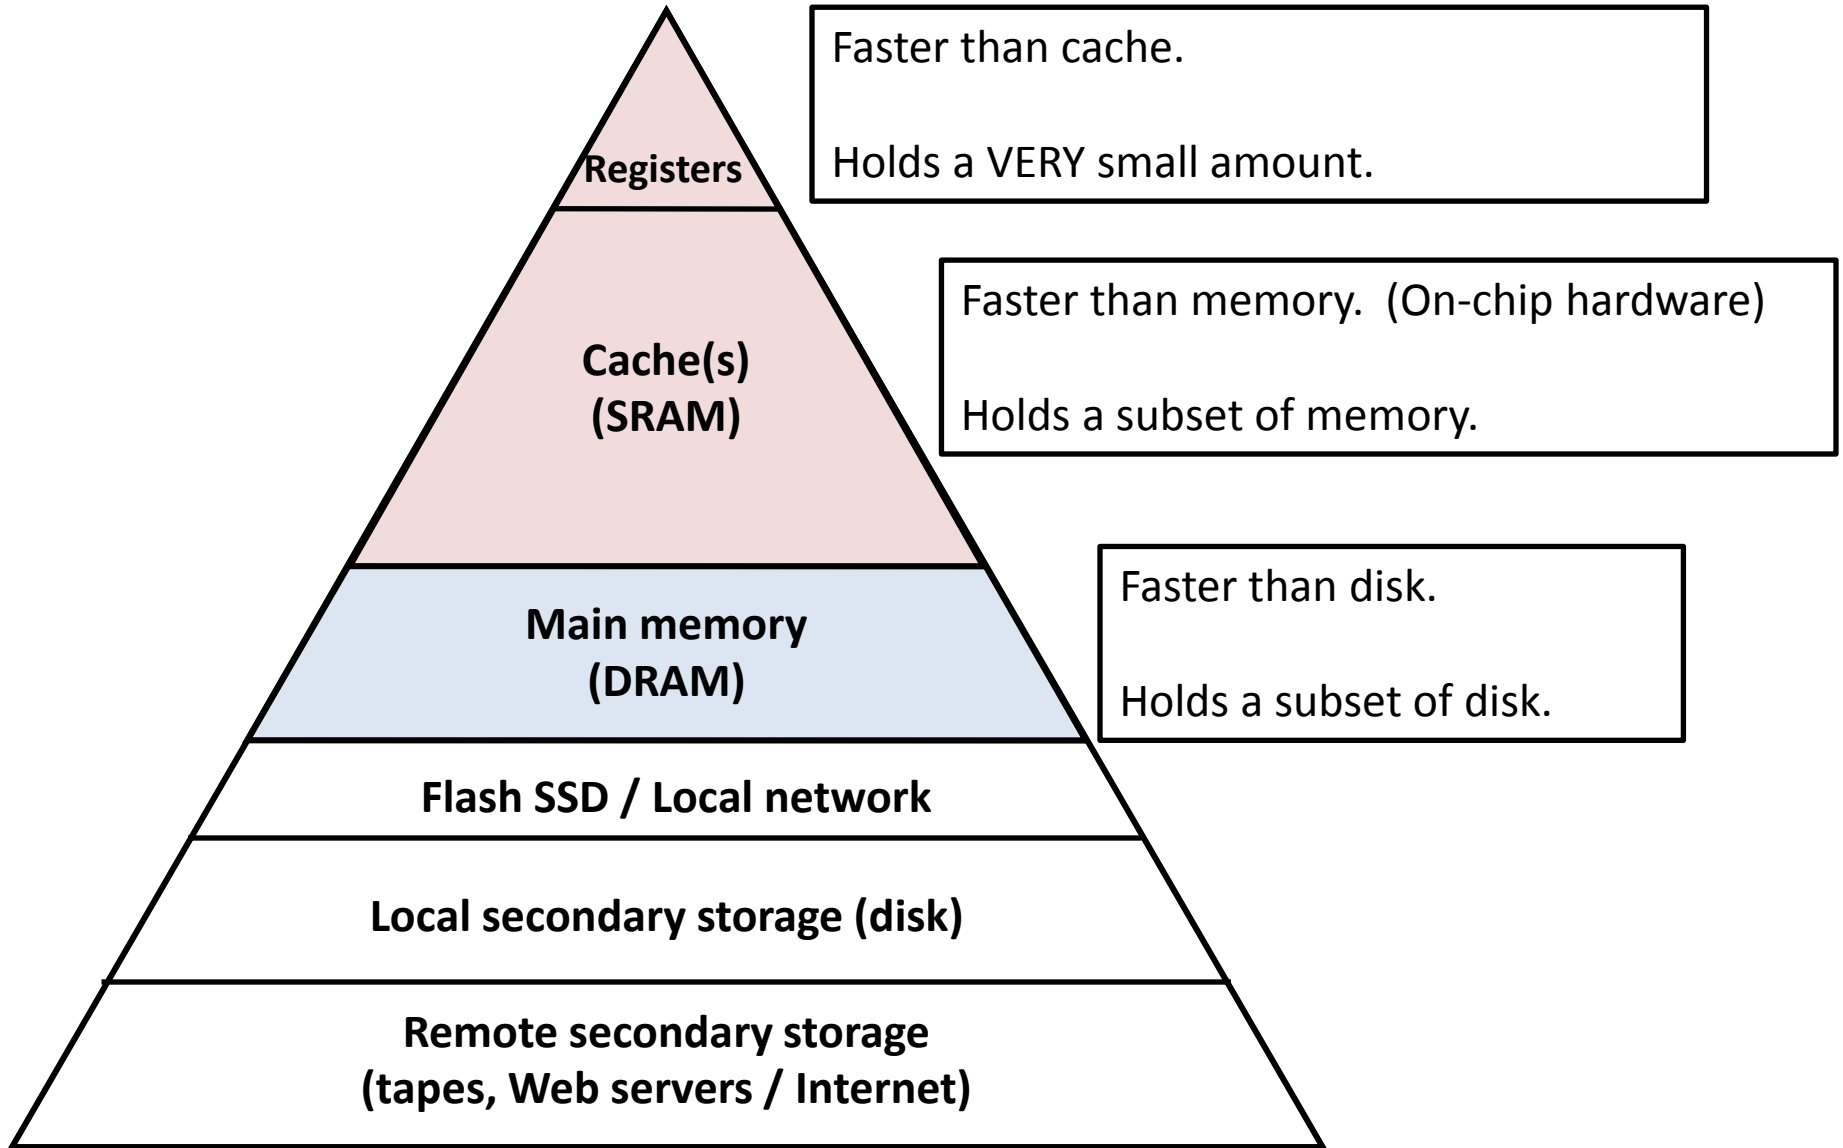 Registers
Faster than cache.
Holds a VERY small amount.
Cache(s)
(SRAM)
Faster than memory.  (On-chip hardware)
Holds a subset of memory.
Main memory
(DRAM)
Faster than disk.
Holds a subset of disk.
Flash SSD / Local network
Local secondary storage (disk)
Remote secondary storage
(tapes, Web servers / Internet)